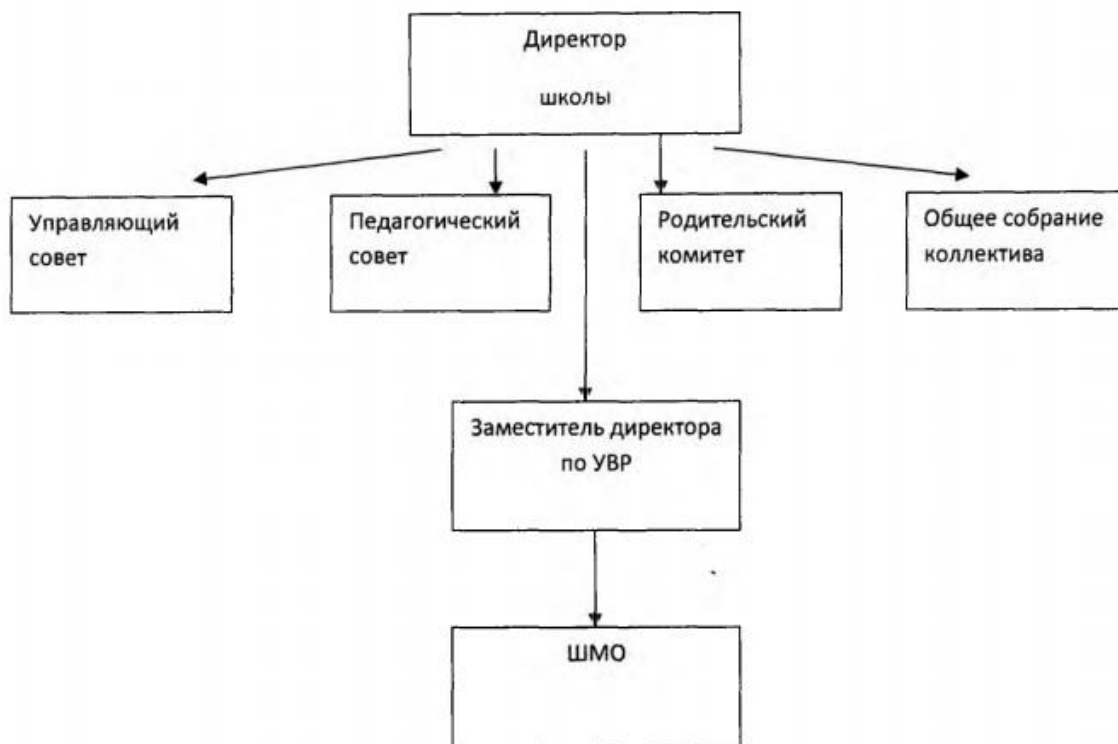 Директор
школы
Управляющий
совет
Педагогический
совет
Родительский
комитет
Общее собрание
коллектива
Заместитель директора
по УВР
ШМО